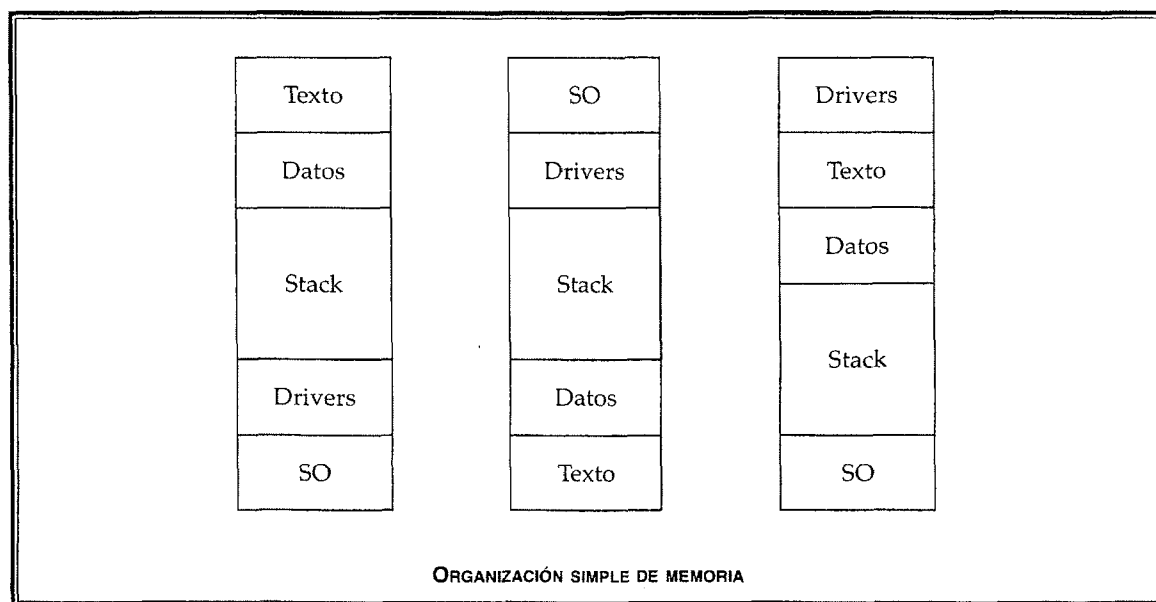 Texto
Datos
Stack
Drivers
SO
SO
Drivers
Stack
Datos
Texto
Drivers
Texto
Datos
Stack
SO
ORGANIZACIÓN SIMPLE DE MEMORIA